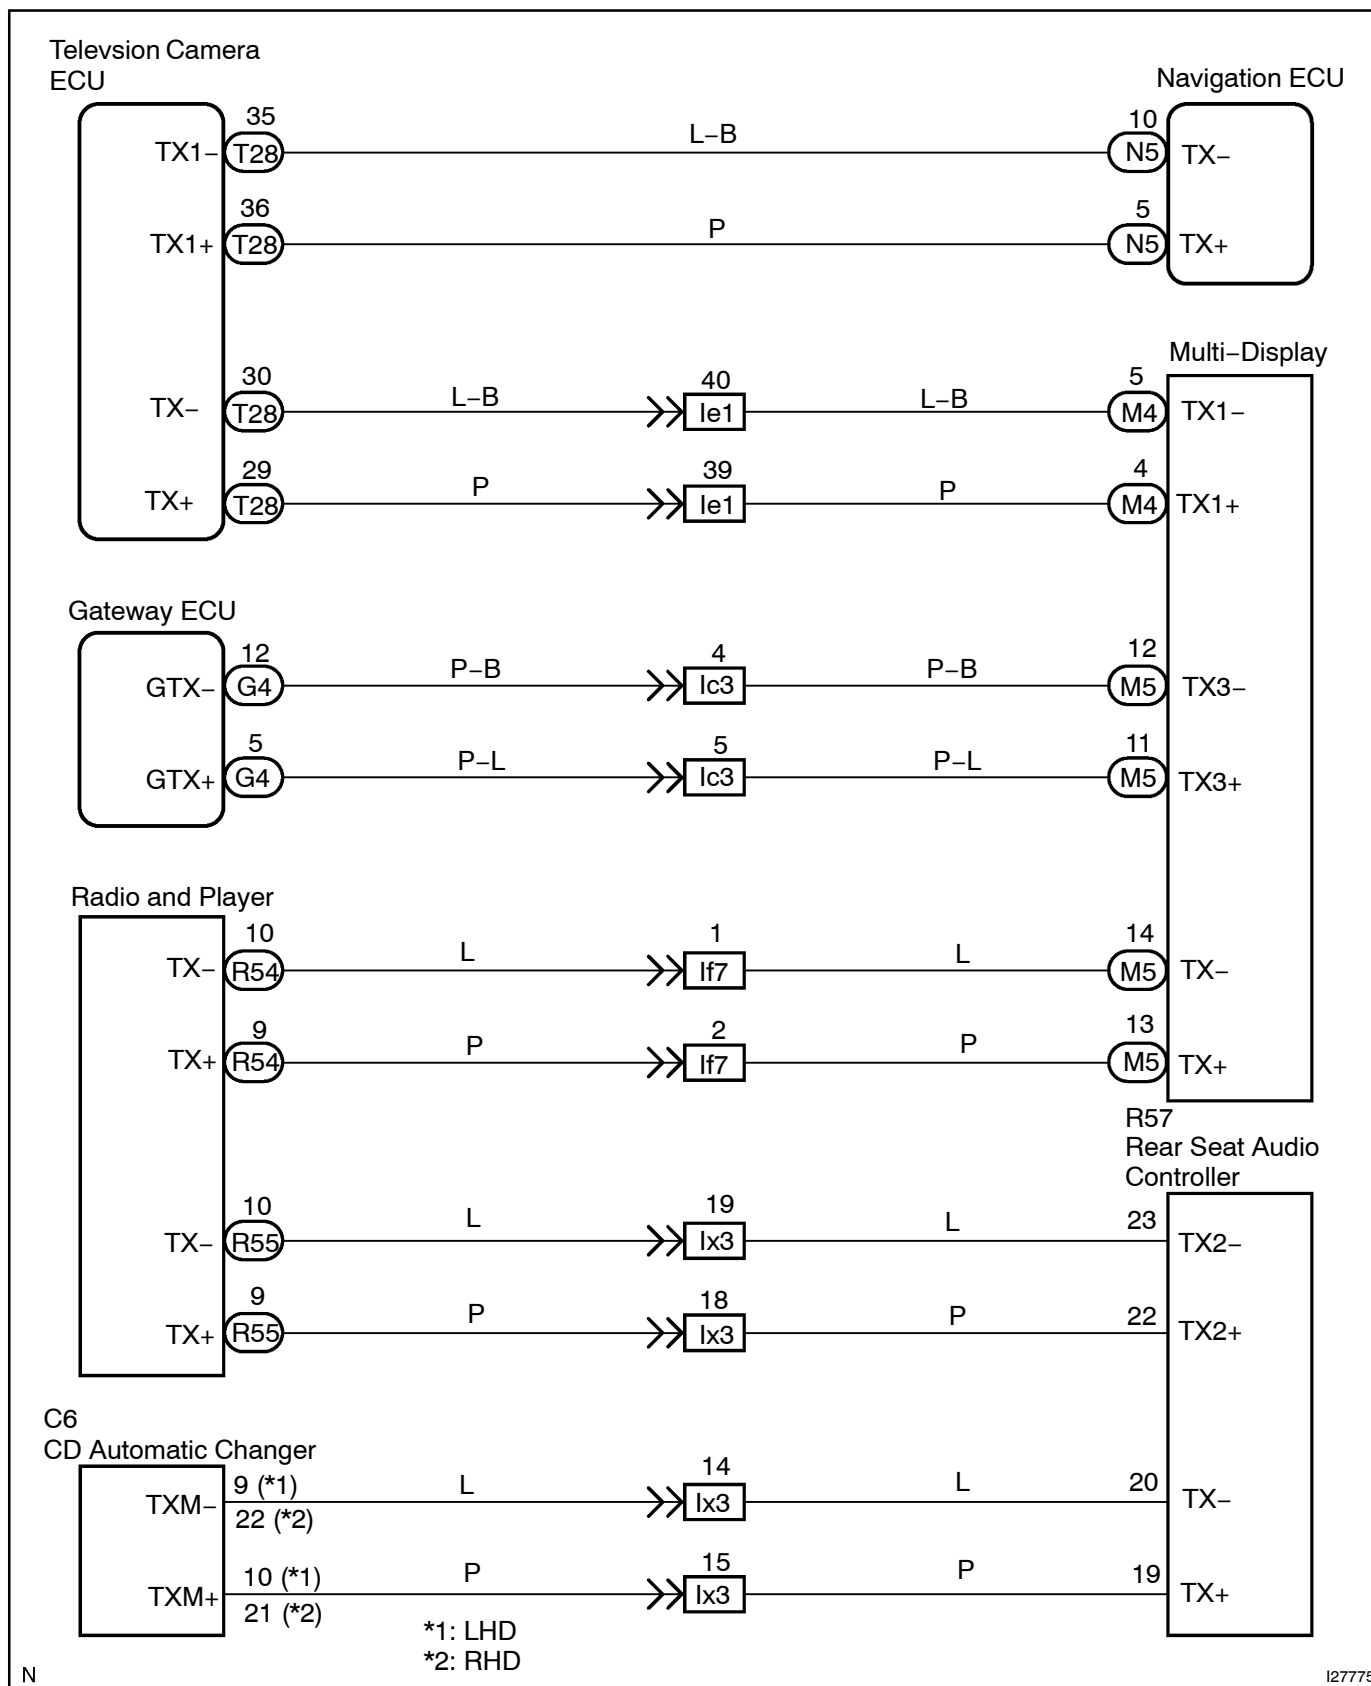 Televsion Camera
ECU
Navigation ECU
35
L−B
10
TX1−
T28
N5
TX−
36
P
5
TX1+
T28
N5
TX+
Multi−Display
30
L−B
40
L−B
5
TX−
T28
Ie1
M4
TX1−
29
P
39
P
4
TX+
T28
Ie1
M4
TX1+
Gateway ECU
12
P−B
4
P−B
12
GTX−
G4
Ic3
M5
TX3−
5
P−L
5
P−L
11
GTX+
G4
Ic3
M5
TX3+
Radio and Player
10
L
1
L
14
TX−
R54
If7
M5
TX−
9
P
2
P
13
TX+
R54
If7
M5
TX+
R57
Rear Seat Audio
Controller
10
L
19
L
23
TX−
R55
Ix3
TX2−
9
P
18
P
22
TX+
R55
Ix3
TX2+
C6
CD Automatic Changer
9 (*1)
L
14
L
20
TXM−
22 (*2)
Ix3
TX−
10 (*1)
P
15
P
19
TXM+
21 (*2)
Ix3
TX+
*1: LHD
*2: RHD
N
I27775